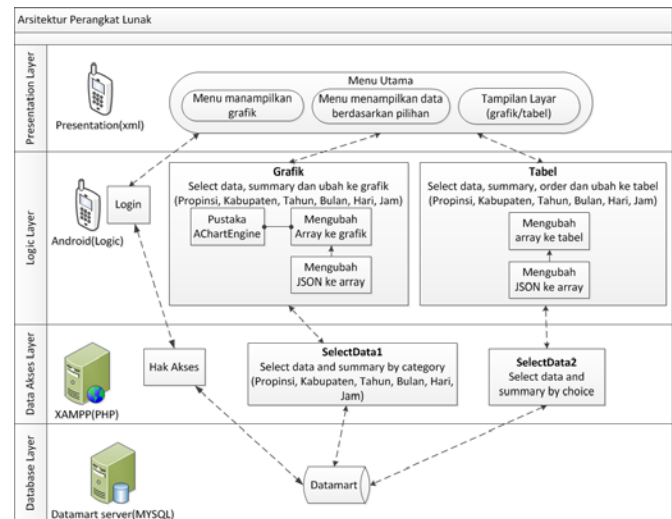 Arsitektur Perangkat Lunak
Presentation Layer
Presentation(xml)
Menu Utama
Menu manampilkan
grafik
Menu menampilkan data
berdasarkan pilihan
Tampilan Layar
(grafik/tabel)
Logic Layer
Android(Logic)
Login
Grafik
Select data, summary dan ubah ke grafik
(Propinsi, Kabupaten, Tahun, Bulan, Hari, Jam)
Pustaka
AChartEngine
Mengubah
Array ke grafik
Mengubah
JSON ke array
Tabel
Select data, summary, order dan ubah ke tabel
(Propinsi, Kabupaten, Tahun, Bulan, Hari, Jam)
Mengubah
array ke tabel
Mengubah
JSON ke array
Data Akses Layer
XAMPP(PHP)
Hak Akses
SelectData1
Select data and summary by category
(Propinsi, Kabupaten, Tahun, Bulan, Hari,
Jam)
SelectData2
Select data and
summary by choice
Database Layer
Datamart server(MYSQL)
Datamart